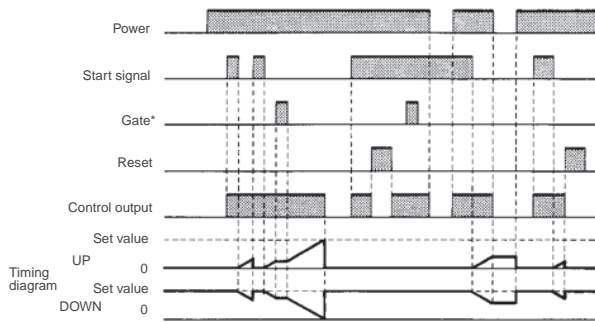 Power
Start signal
Gate*
Reset
Control output
Set value
UP
0
Timing
diagram
Set value
DOWN
0